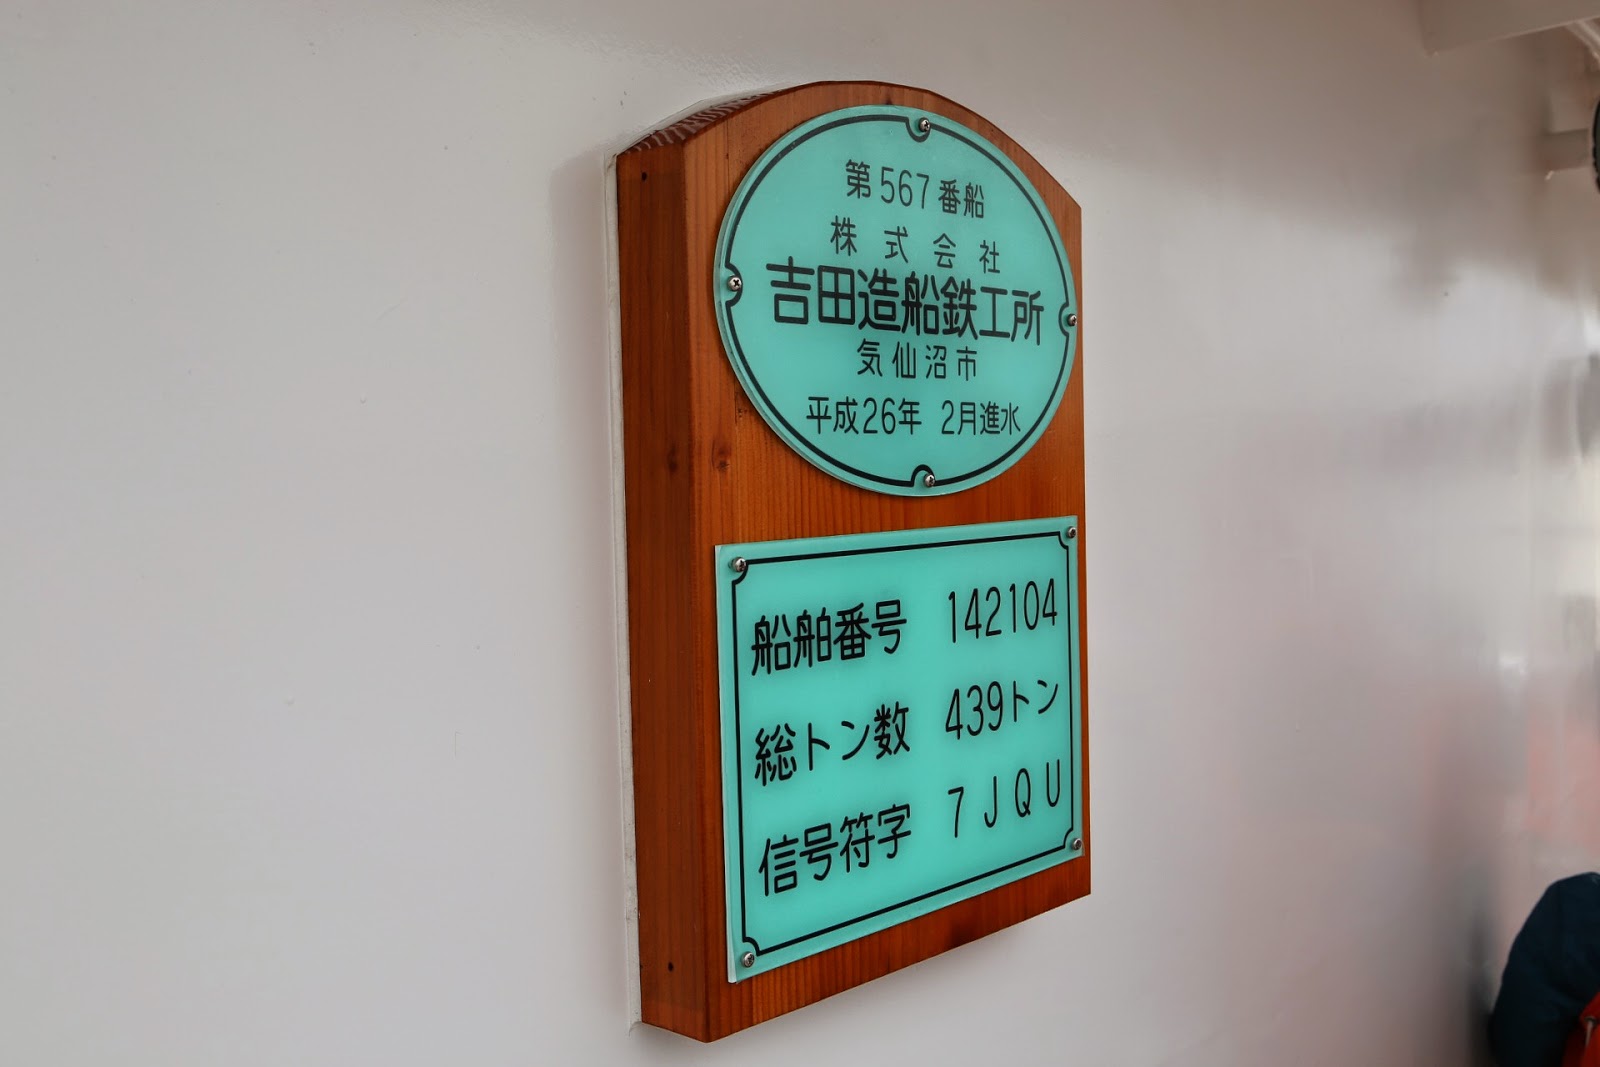 第567番船
株式会社
吉田造船鉄工所
気仙沼市
平成26年 2月進水
船舶番号 142104
総トン数 439トン
信号符字 7JQU